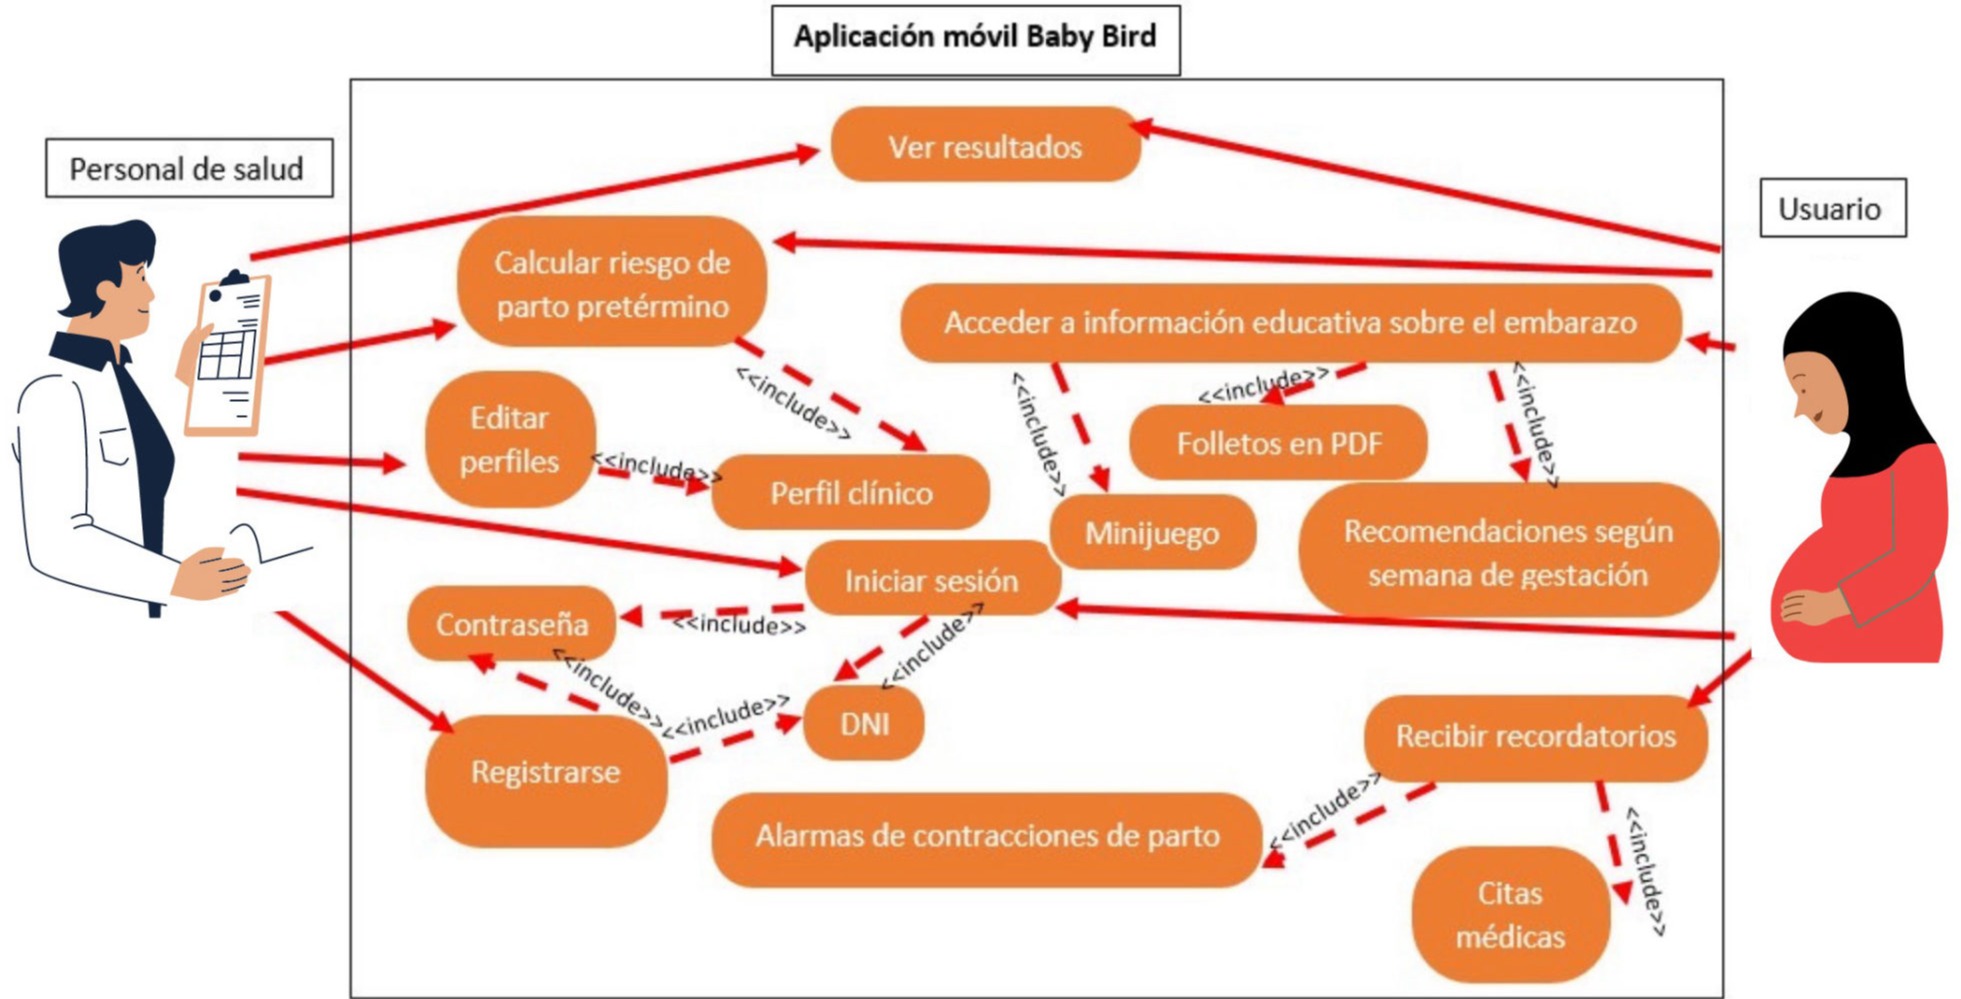 Aplicación móvil Baby Bird
Personal de salud
Usuario
Ver resultados
Calcular riesgo de
parto pretérmino
Acceder a información educativa sobre el embarazo
<<include>>
<<include>>
<<include>>
<<include>>
Editar
perfiles
<<include>>
Perfil clínico
Folletos en PDF
Minijuego
Recomendaciones según
semana de gestación
Iniciar sesión
Contraseña
<<include>>
<<include>>
<<include>>
<<include>>
DNI
Registrarse
Recibir recordatorios
<<include>>
<<include>>
Alarmas de contracciones de parto
Citas
médicas